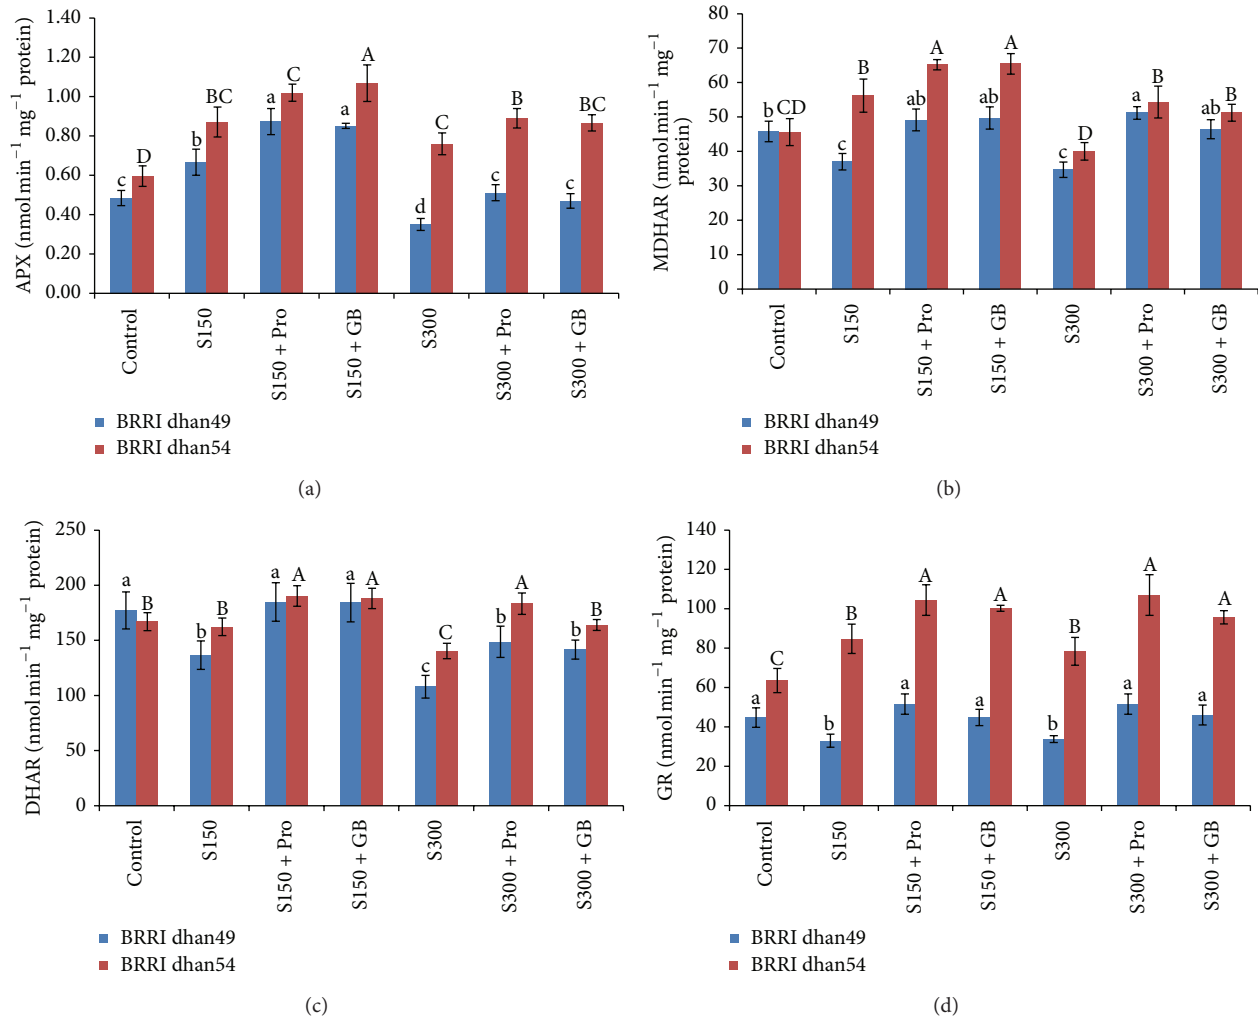 APX (nmol min−1 mg−1 protein)
1.40
1.20
1.00
0.80
0.60
0.40
0.20
0.00
c D b BC a C a A d C c B c BC
Control S150 S150 + Pro S150 + GB S300 S300 + Pro S300 + GB
BRRI dhan49
BRRI dhan54
(a)
MDHAR (nmol min−1 mg−1
protein)
80
70
60
50
40
30
20
10
0
b CD c B ab A ab A c D a B ab B
Control S150 S150 + Pro S150 + GB S300 S300 + Pro S300 + GB
BRRI dhan49
BRRI dhan54
(b)
DHAR (nmol min−1 mg−1 protein)
250
200
150
100
50
0
a B b B a A a A c C b A b B
Control S150 S150 + Pro S150 + GB S300 S300 + Pro S300 + GB
BRRI dhan49
BRRI dhan54
(c)
GR (nmol min−1 mg−1 protein)
140
120
100
80
60
40
20
0
a C b B a A a A b B a A a A
Control S150 S150 + Pro S150 + GB S300 S300 + Pro S300 + GB
BRRI dhan49
BRRI dhan54
(d)